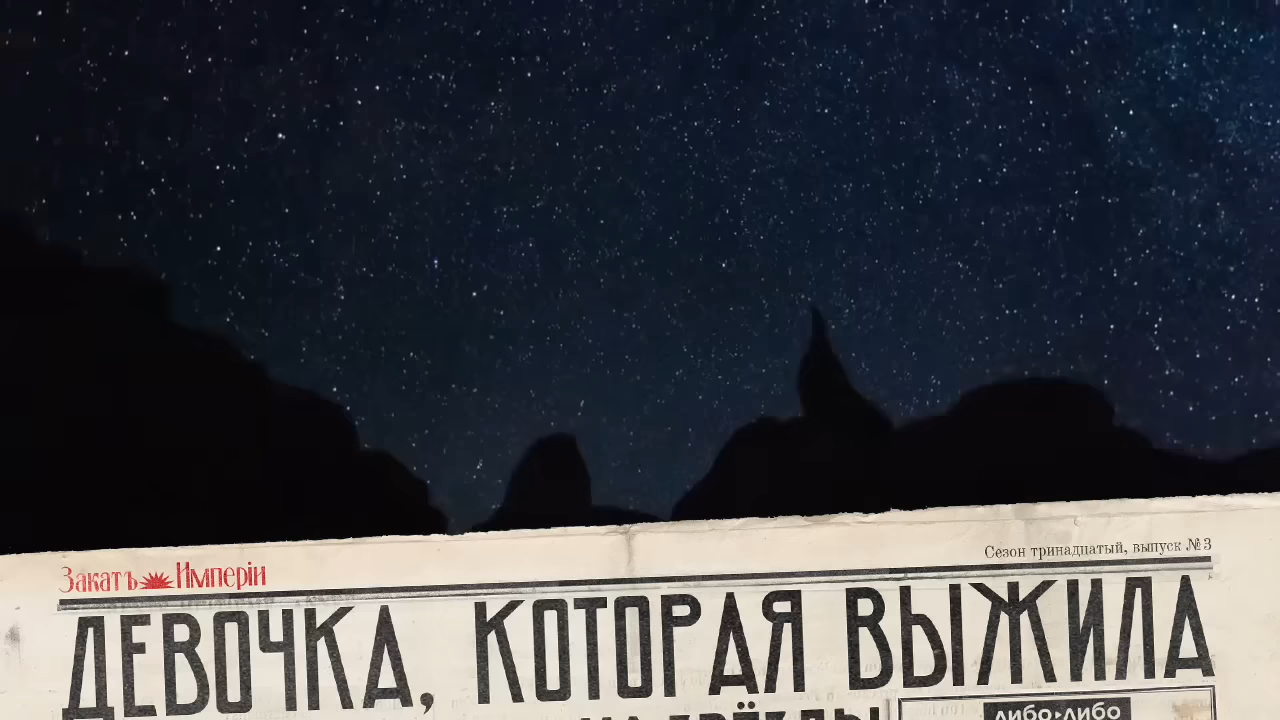 Закатъ Имперіи
Сезон тринадцатый, выпуск №3
ДЕВОЧКА, КОТОРАЯ ВЫЖИЛА
либо•либо